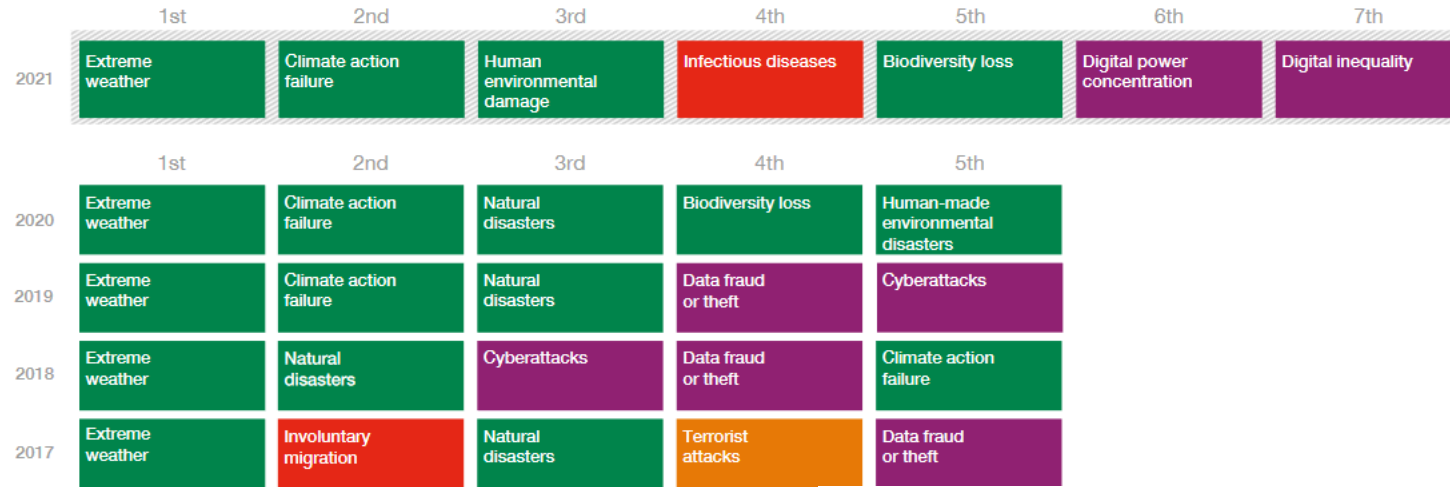 1st 2nd 3rd 4th 5th 6th 7th
2021
Extreme
weather
Climate action
failure
Human
environmental
damage
Infectious diseases
Biodiversity loss
Digital power
concentration
Digital inequality
1st 2nd 3rd 4th 5th
2020
Extreme
weather
Climate action
failure
Natural
disasters
Biodiversity loss
Human-made
environmental
disasters
2019
Extreme
weather
Climate action
failure
Natural
disasters
Data fraud
or theft
Cyberattacks
2018
Extreme
weather
Natural
disasters
Cyberattacks
Data fraud
or theft
Climate action
failure
2017
Extreme
weather
Involuntary
migration
Natural
disasters
Terrorist
attacks
Data fraud
or theft